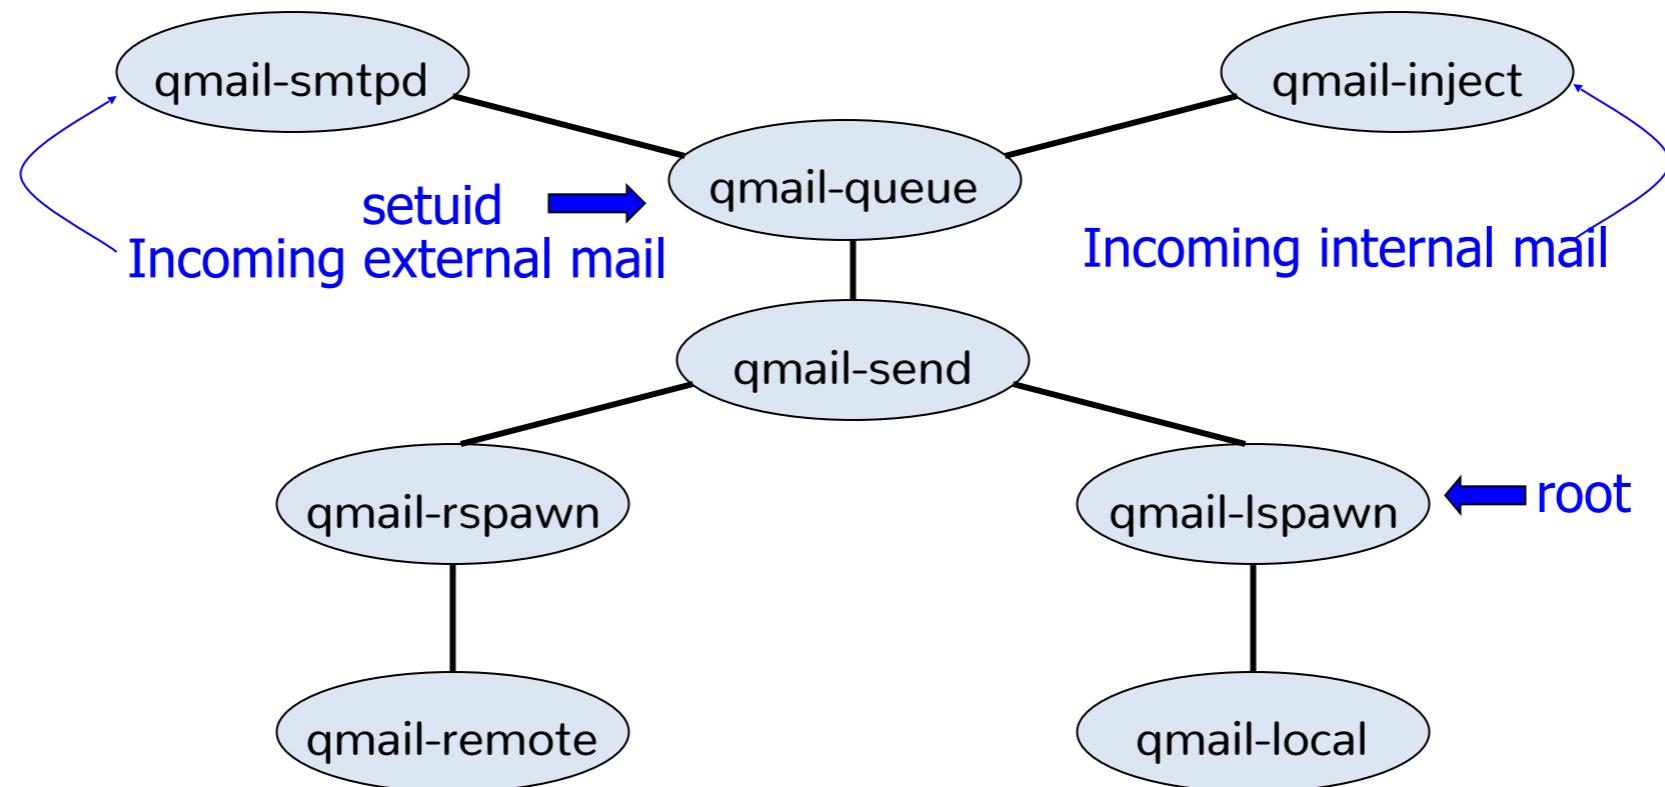 qmail-smtpd
qmail-inject
qmail-queue
setuid
Incoming external mail
Incoming internal mail
qmail-send
qmail-rspawn
qmail-lspawn
root
qmail-remote
qmail-local